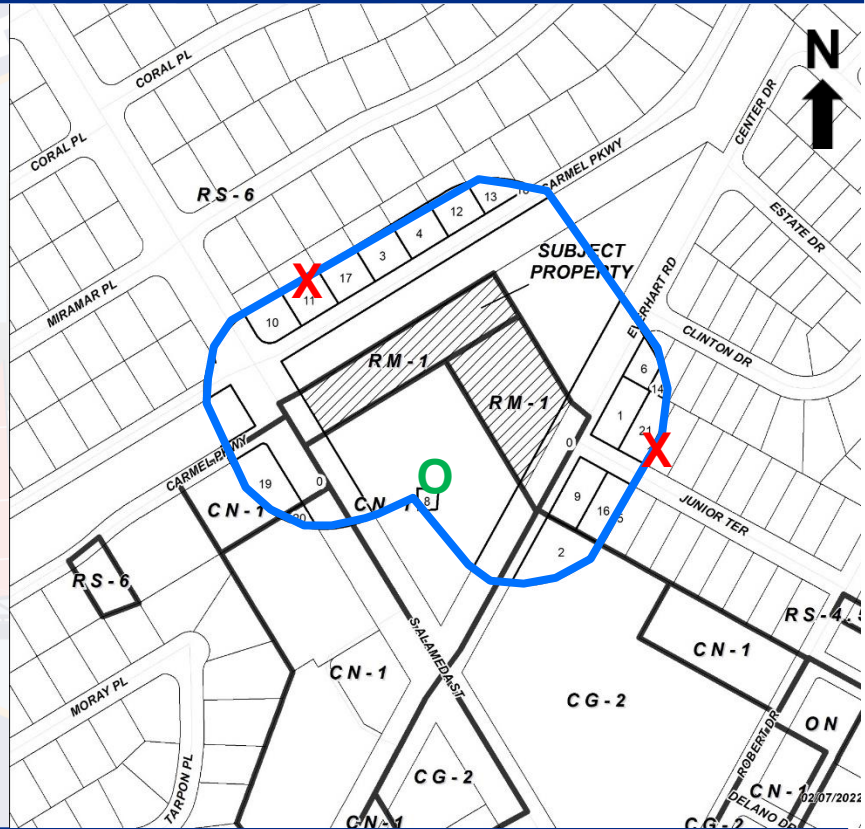 N
CORAL PL
CENTER DR
CORAL PL
CARMEL PKWY
RS-6
13
12
4
ESTATE DR
3
SUBJECT
PROPERTY
17
X
11
MIRAMAR PL
10
EVERHART RD
CLINTON DR
RM-1
6
14
RM-1
1
21
X
0
CARMEL PKWY
O
19
0
8
CN-1
20
9
16
5
JUNIOR TER
2
RS-6
RS-4.5
CN-1
S ALAMEDA ST
CN-1
MORAY PL
CG-2
ON
ROBERT DR
TARPON PL
CG-2
CN-1
02/07/2022
DELANO DR
CN-1
CG-2